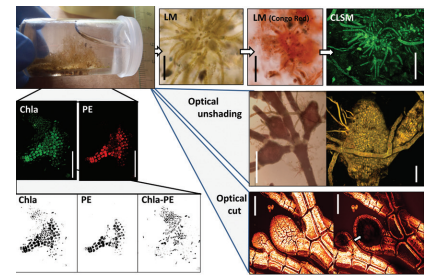 LM
LM (Congo Red)
CLSM
Chla
PE
Optical
unshading
Chla
PE
Chla-PE
Optical
cut